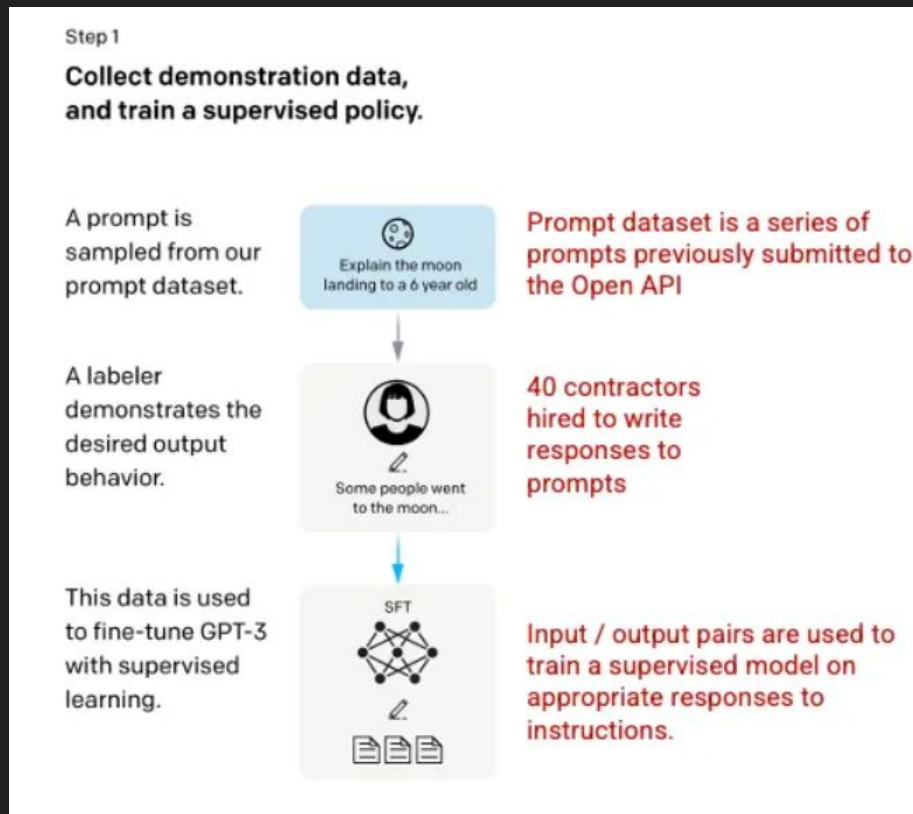 Step 1
Collect demonstration data,
and train a supervised policy.
A prompt is
sampled from our
prompt dataset.
Explain the moon
landing to a 6 year old
Prompt dataset is a series of
prompts previously submitted to
the Open API
A labeler
demonstrates the
desired output
behavior.
Some people went
to the moon...
40 contractors
hired to write
responses to
prompts
This data is used
to fine-tune GPT-3
with supervised
learning.
SFT
Input / output pairs are used to
train a supervised model on
appropriate responses to
instructions.